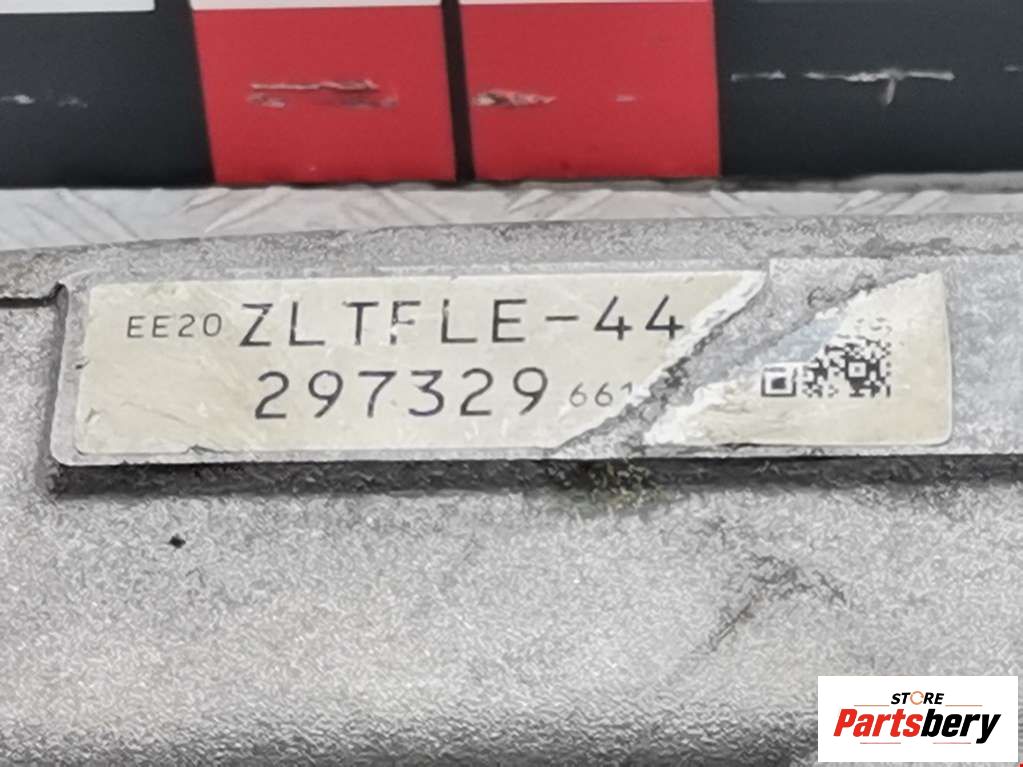 EE20 ZLTFLE-44
297329 661
STORE
Partsbery